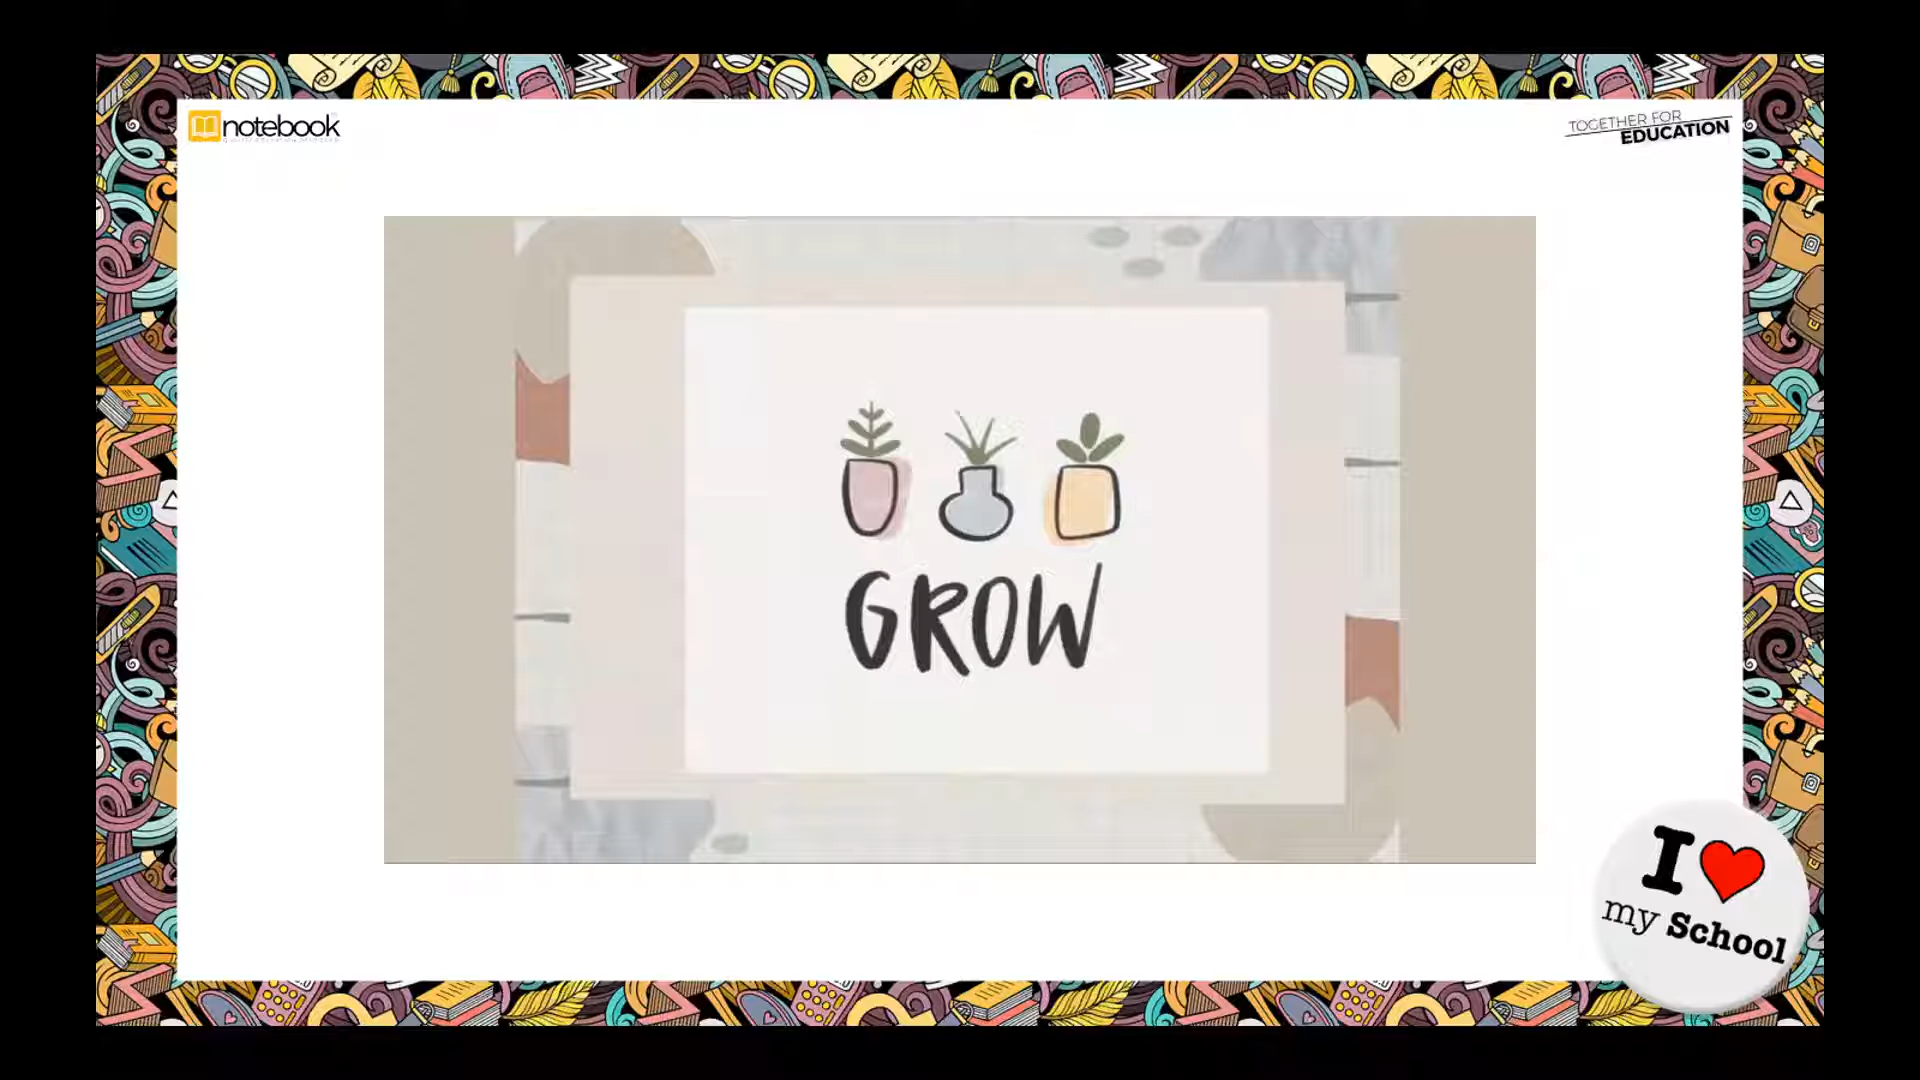 notebook
TOGETHER FOR
EDUCATION
GROW
I
my School